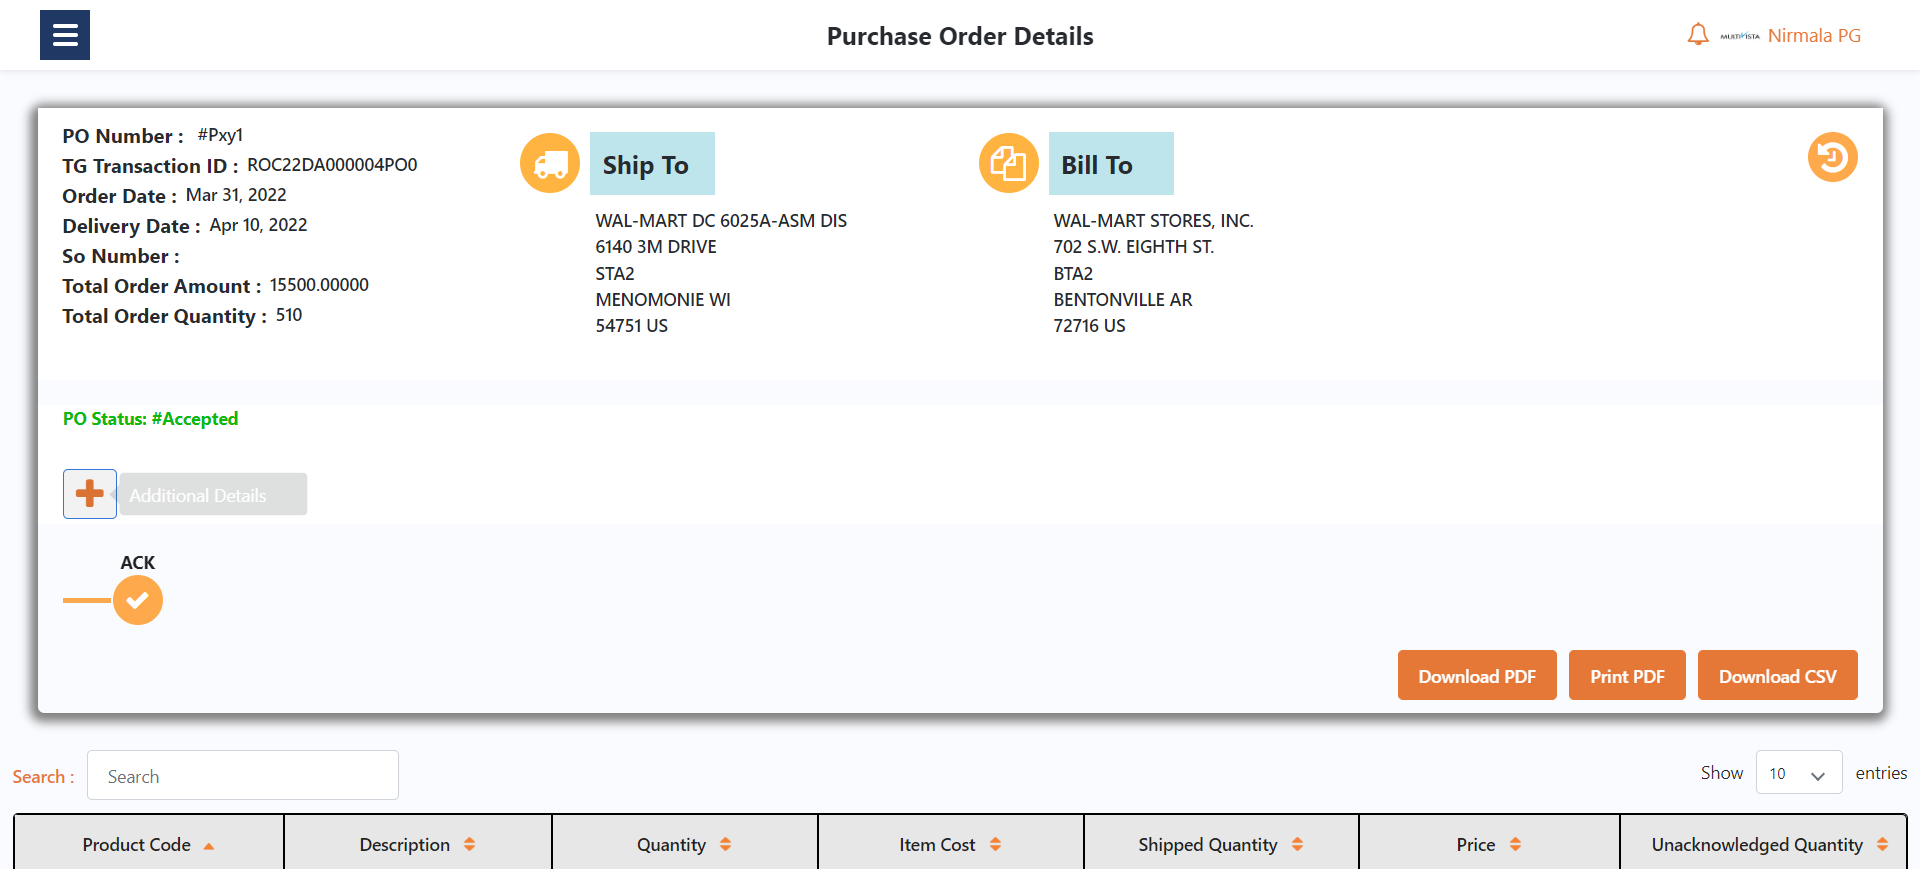 Purchase Order Details
MULTIVISTA Nirmala PG
PO Number : #Pxy1
TG Transaction ID : ROC22DA000004PO0
Order Date : Mar 31, 2022
Delivery Date : Apr 10, 2022
So Number :
Total Order Amount : 15500.00000
Total Order Quantity : 510
Ship To
WAL-MART DC 6025A-ASM DIS
6140 3M DRIVE
STA2
MENOMONIE WI
54751 US
Bill To
WAL-MART STORES, INC.
702 S.W. EIGHTH ST.
BTA2
BENTONVILLE AR
72716 US
PO Status: #Accepted
Additional Details
ACK
Download PDF Print PDF Download CSV
Search : Search
Show 10 entries
Product Code Description Quantity Item Cost Shipped Quantity Price Unacknowledged Quantity